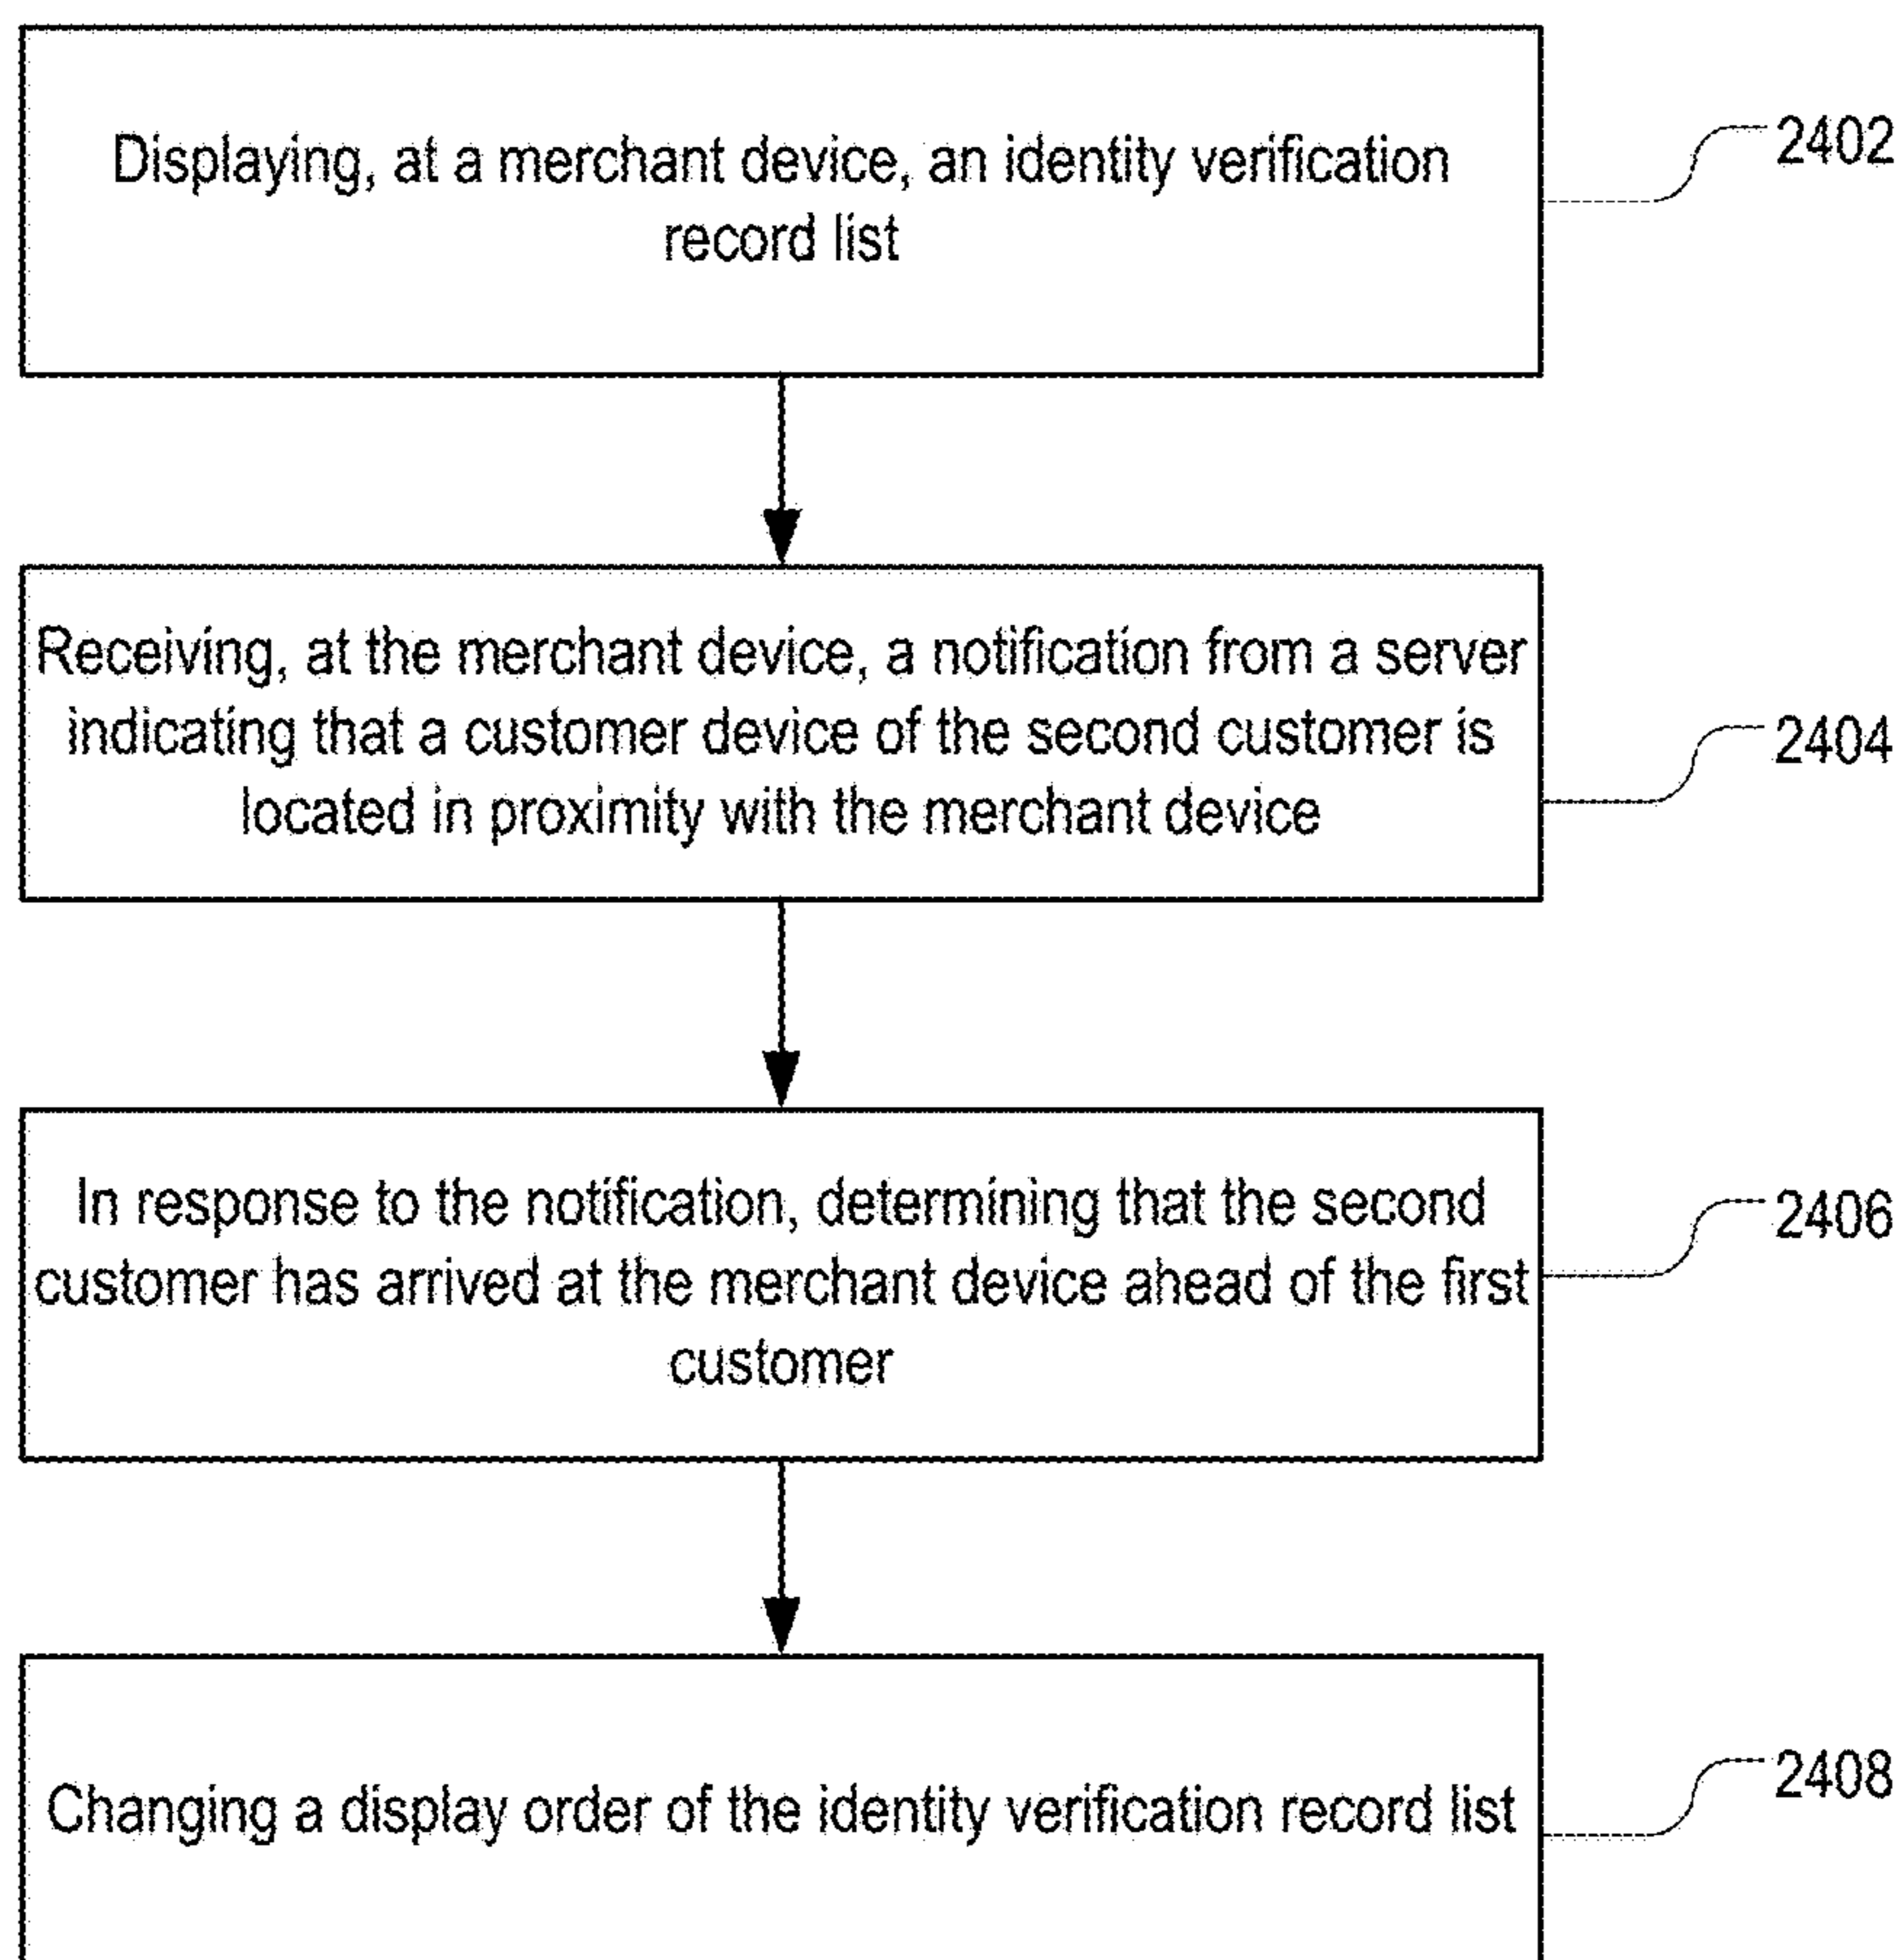 Displaying, at a merchant device, an identity verification
record list
2402
Receiving, at the merchant device, a notification from a server
indicating that a customer device of the second customer is
located in proximity with the merchant device
2404
In response to the notification, determining that the second
customer has arrived at the merchant device ahead of the first
customer
2406
Changing a display order of the identity verification record list
2408